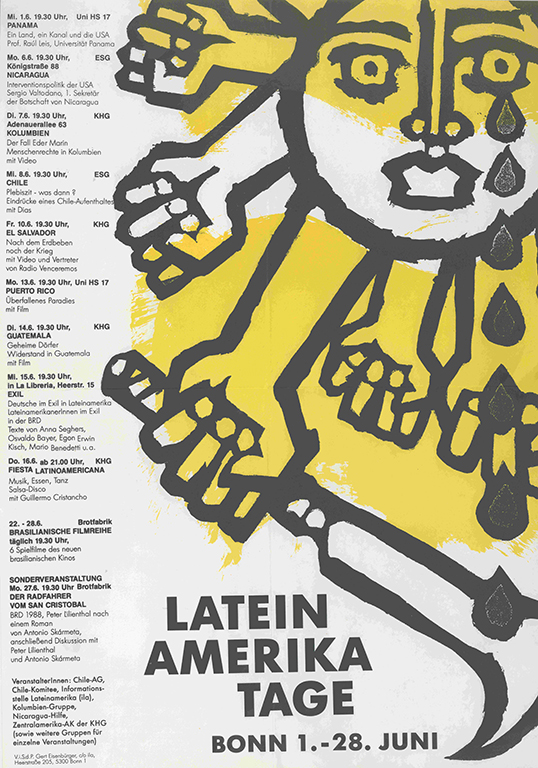 Mi. 1.6. 19.30 Uhr, Uni HS 17
PANAMA
Ein Land, ein Kanal und die USA
Prof. Raúl Leis, Universität Panama
Mo. 6.6. 19.30 Uhr, ESG
Königstraße 88
NICARAGUA
Interventionspolitik der USA
Sergio Valtodano, 1. Sekretär
der Botschaft von Nicaragua
Di. 7.6. 19.30 Uhr, KHG
Adenauerallee 63
KOLUMBIEN
Der Fall Eder Marin
Menschenrechte in Kolumbien
mit Video
Mi. 8.6. 19.30 Uhr, ESG
CHILE
Plebiszit - was dann ?
Eindrücke eines Chile-Aufenthaltes
mit Dias
Fr. 10.6. 19.30 Uhr, KHG
EL SALVADOR
Nach dem Erdbeben
noch der Krieg
mit Video und Vertreter
von Radio Venceremos
Mo. 13.6. 19.30 Uhr, Uni HS 17
PUERTO RICO
Überfallenes Paradies
mit Film
Di. 14.6. 19.30 Uhr, KHG
GUATEMALA
Geheime Dörfer
Widerstand in Guatemala
mit Film
Mi. 15.6. 19.30 Uhr,
in La Libreria, Heerstr. 15
EXIL
Deutsche im Exil in Lateinamerika
LateinamerikanerInnen im Exil
in der BRD
Texte von Anna Seghers,
Osvaldo Bayer, Egon Erwin
Kisch, Mario Benedetti u.a.
Do. 16.6. ab 21.00 Uhr, KHG
FIESTA LATINOAMERICANA
Musik, Essen, Tanz
Salsa-Disco
mit Guillermo Cristancho
22. - 28.6. Brotfabrik
BRASILIANISCHE FILMREIHE
täglich 19.30 Uhr,
6 Spielfilme des neuen
brasilianischen Kinos
SONDERVERANSTALTUNG
Mo. 27.6. 19.30 Uhr Brotfabrik
DER RADFAHRER
VOM SAN CRISTOBAL
BRD 1988, Peter Lilienthal nach
einem Roman
von Antonio Skármeta,
anschließend Diskussion mit
Peter Lilienthal
und Antonio Skármeta
VeranstalterInnen: Chile-AG,
Chile-Komitee, Informations-
stelle Lateinamerika (ila),
Kolumbien-Gruppe,
Nicaragua-Hilfe,
Zentralamerika-AK der KHG
(sowie weitere Gruppen für
einzelne Veranstaltungen)
V.i.S.d.P. Gert Eisenbürger, c/o ila,
Heerstraße 205, 5300 Bonn 1
LATEIN
AMERIKA
TAGE
BONN 1.-28. JUNI